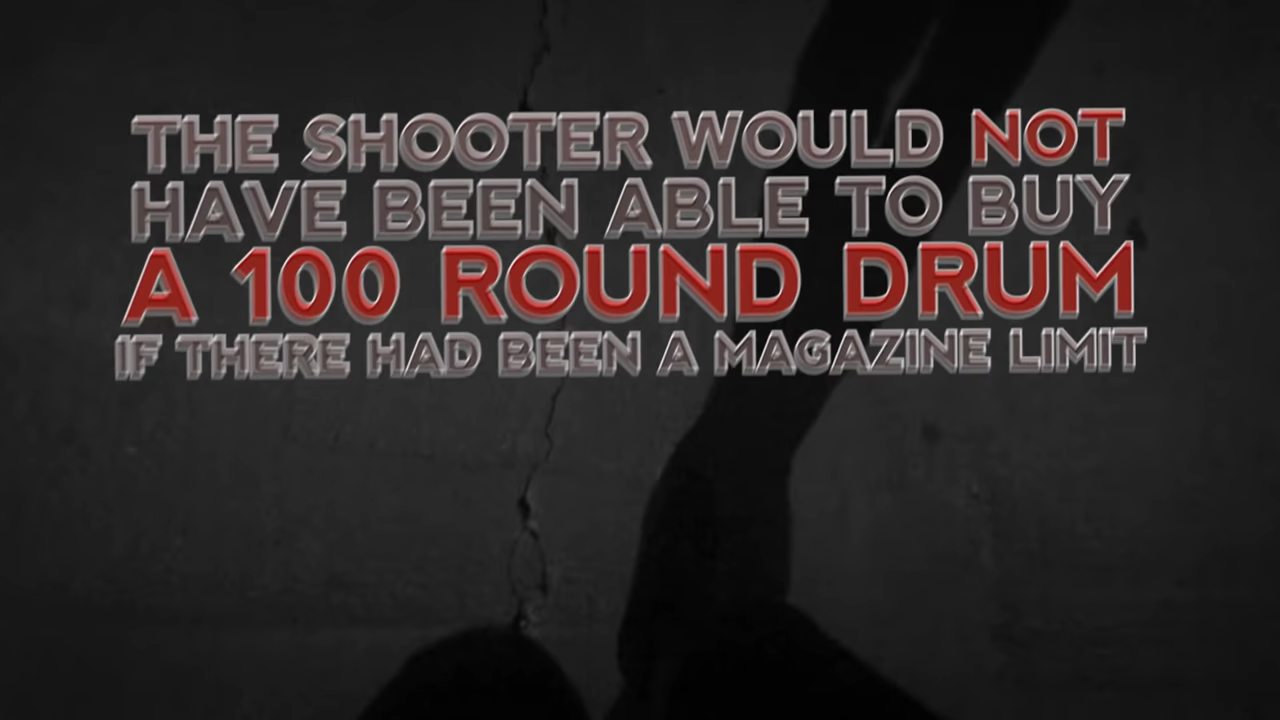 THE SHOOTER WOULD NOT
HAVE BEEN ABLE TO BUY
A 100 ROUND DRUM
IF THERE HAD BEEN A MAGAZINE LIMIT